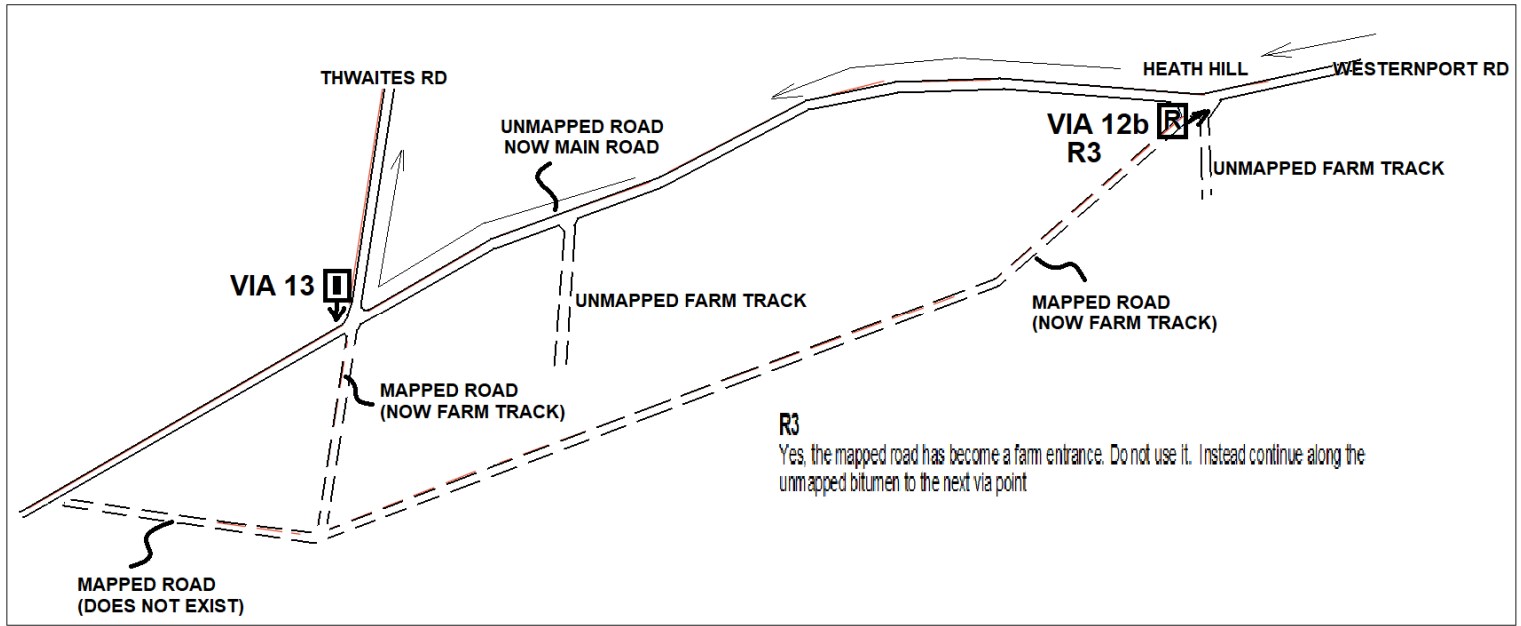 THWAITES RD
HEATH HILL
WESTERNPORT RD
UNMAPPED ROAD
NOW MAIN ROAD
VIA 12b R
R3
UNMAPPED FARM TRACK
VIA 13 I
UNMAPPED FARM TRACK
MAPPED ROAD
(NOW FARM TRACK)
MAPPED ROAD
(NOW FARM TRACK)
R3
Yes, the mapped road has become a farm entrance. Do not use it. Instead continue along the
unmapped bitumen to the next via point
MAPPED ROAD
(DOES NOT EXIST)